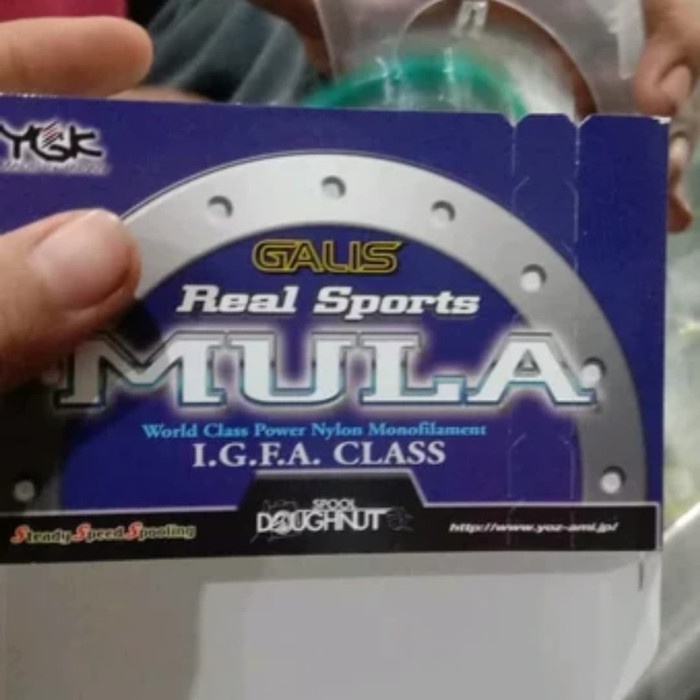 YGK
GALIS
Real Sports
MULA
World Class Power Nylon Monofilament
I.G.F.A. CLASS
SPOOL
DOUGHNUT
Steady Speed Spooling
http://www.yoz-ami.jp/